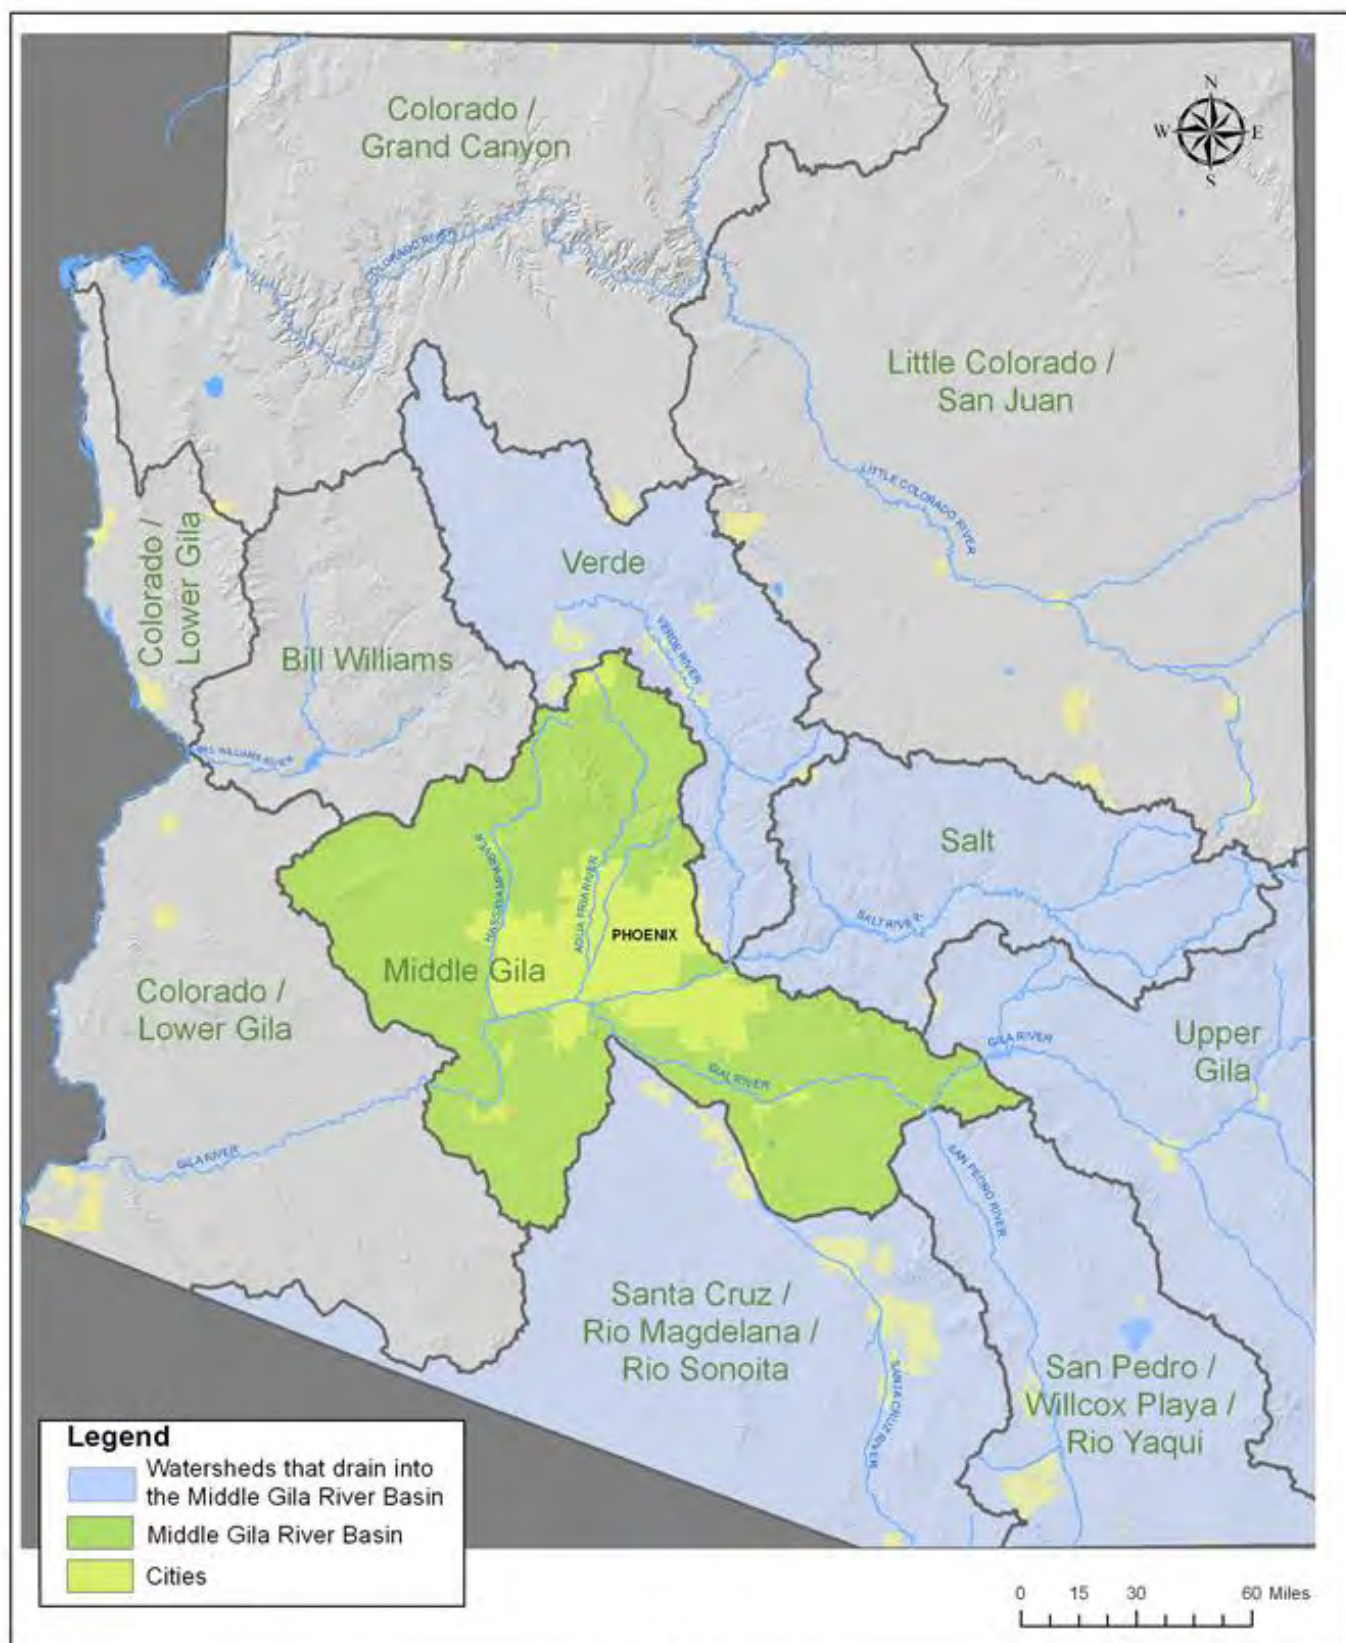 N
W E
S
Colorado /
Grand Canyon
COLORADO RIVER
Little Colorado /
San Juan
LITTLE COLORADO RIVER
Colorado /
Lower Gila
Verde
VERDE RIVER
Bill Williams
BILL WILLIAMS RIVER
HASSAYAMPA RIVER
AGUA FRIA RIVER
PHOENIX
Middle Gila
Salt
SALT RIVER
Colorado /
Lower Gila
Upper
Gila
GILA RIVER
GIAL RIVER
GILA RIVER
SAN PEDRO RIVER
Santa Cruz /
Rio Magdelana /
Rio Sonoita
SANTA CRUZ RIVER
San Pedro /
Willcox Playa /
Rio Yaqui
Legend
Watersheds that drain into
the Middle Gila River Basin
Middle Gila River Basin
Cities
0 15 30 60 Miles